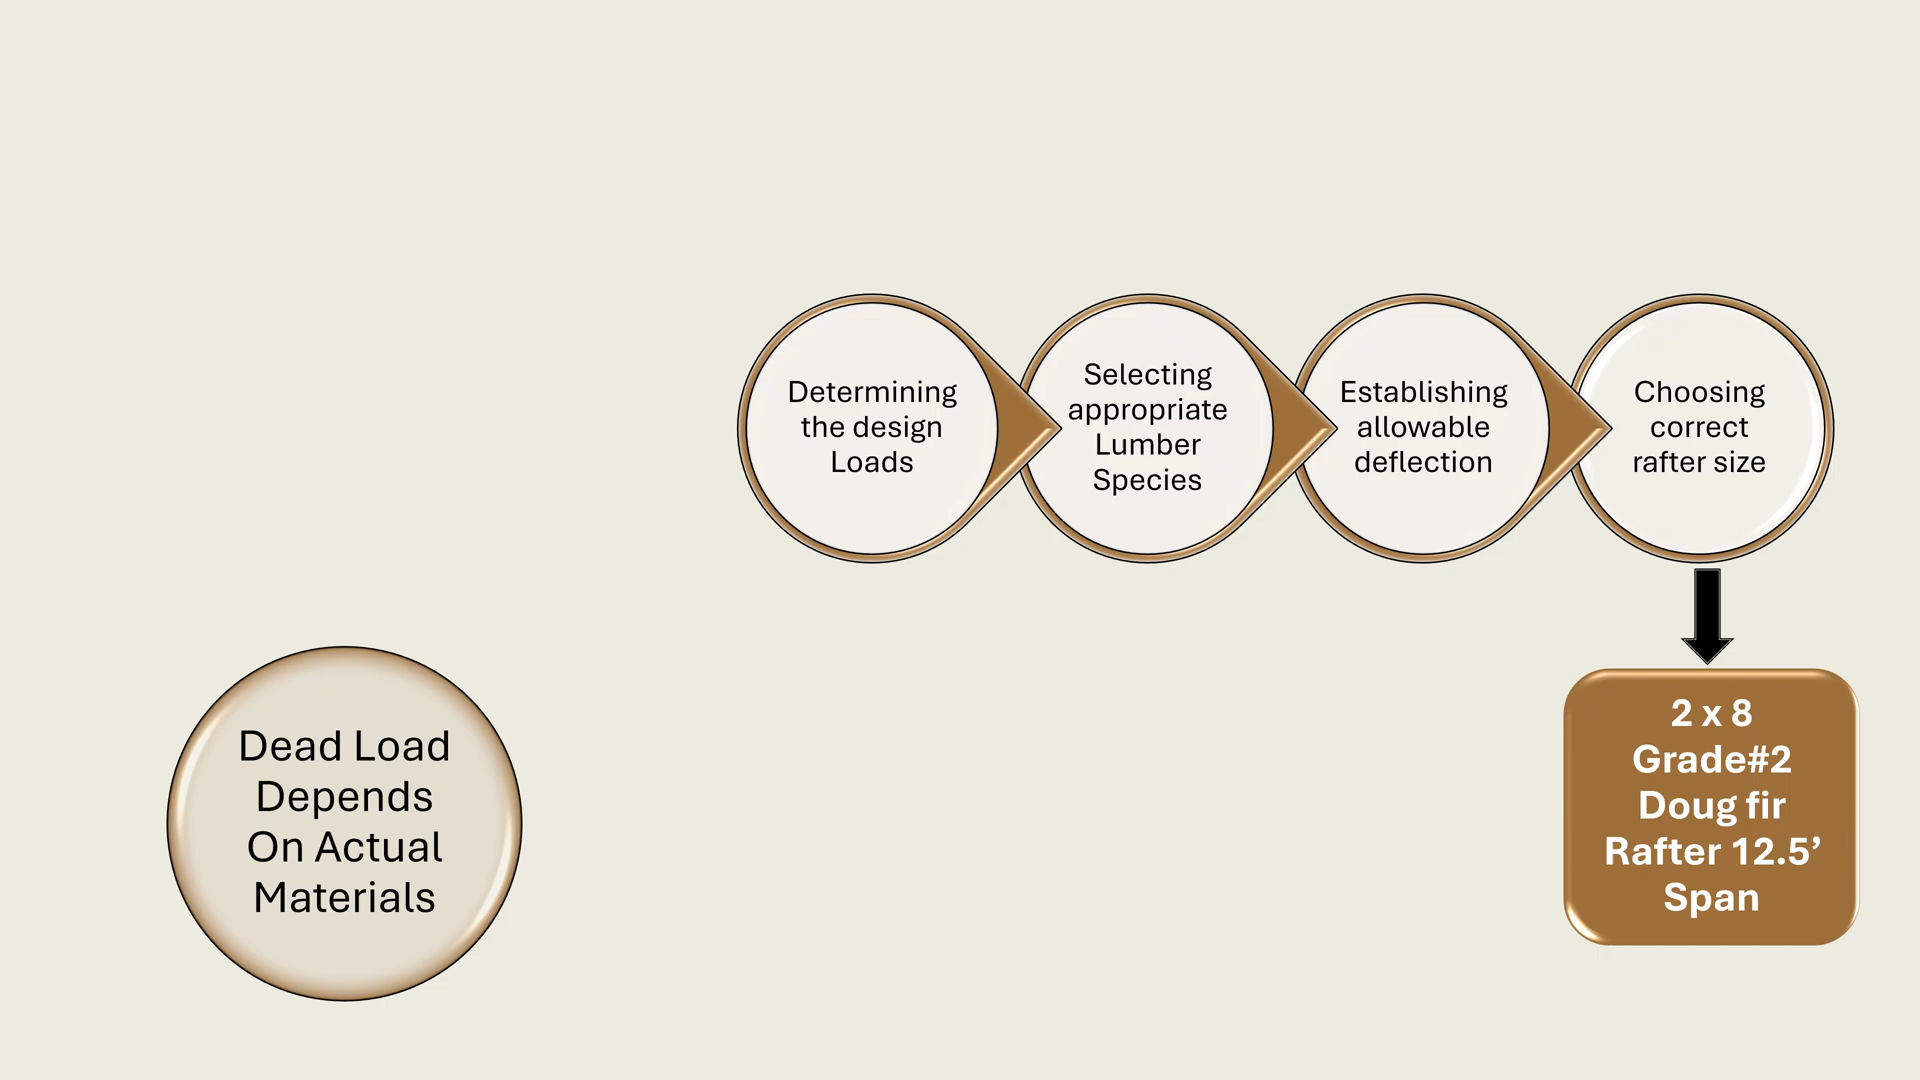 Determining
the design
Loads
Selecting
appropriate
Lumber
Species
Establishing
allowable
deflection
Choosing
correct
rafter size
Dead Load
Depends
On Actual
Materials
2 x 8
Grade#2
Doug fir
Rafter 12.5’
Span